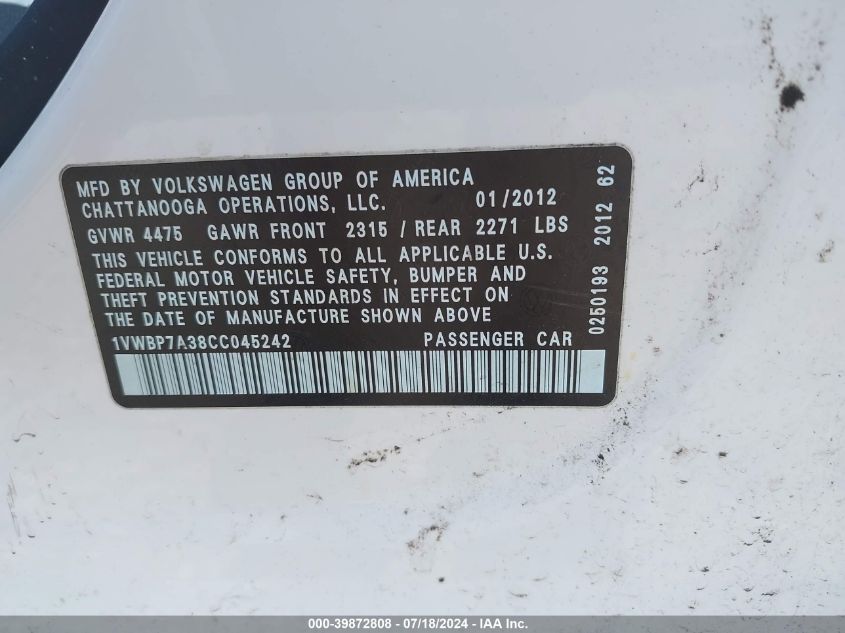 MFD BY VOLKSWAGEN GROUP OF AMERICA
CHATTANOOGA OPERATIONS, LLC. 01/2012
GVWR 4475 GAWR FRONT 2315 / REAR 2271 LBS
THIS VEHICLE CONFORMS TO ALL APPLICABLE U.S.
FEDERAL MOTOR VEHICLE SAFETY, BUMPER AND
THEFT PREVENTION STANDARDS IN EFFECT ON
THE DATE OF MANUFACTURE SHOWN ABOVE
1VWBP7A38CC045242 PASSENGER CAR
0250193 2012 62
000-39872808 - 07/18/2024 - IAA Inc.